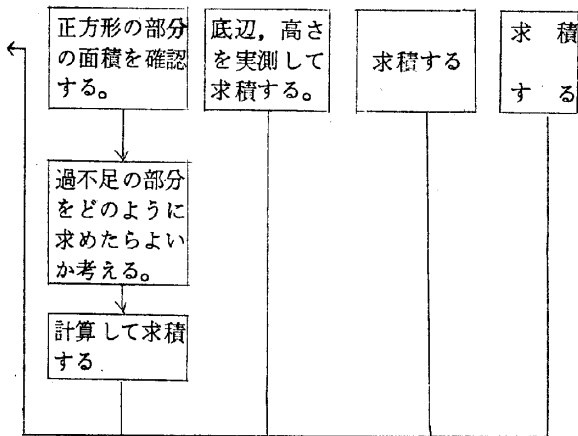 正方形の部分
の面積を確認
する。
底辺，高さ
を実測して
求積する。
求積する
求積
する
過不足の部分
をどのように
求めたらよい
か考える。
計算して求積
する